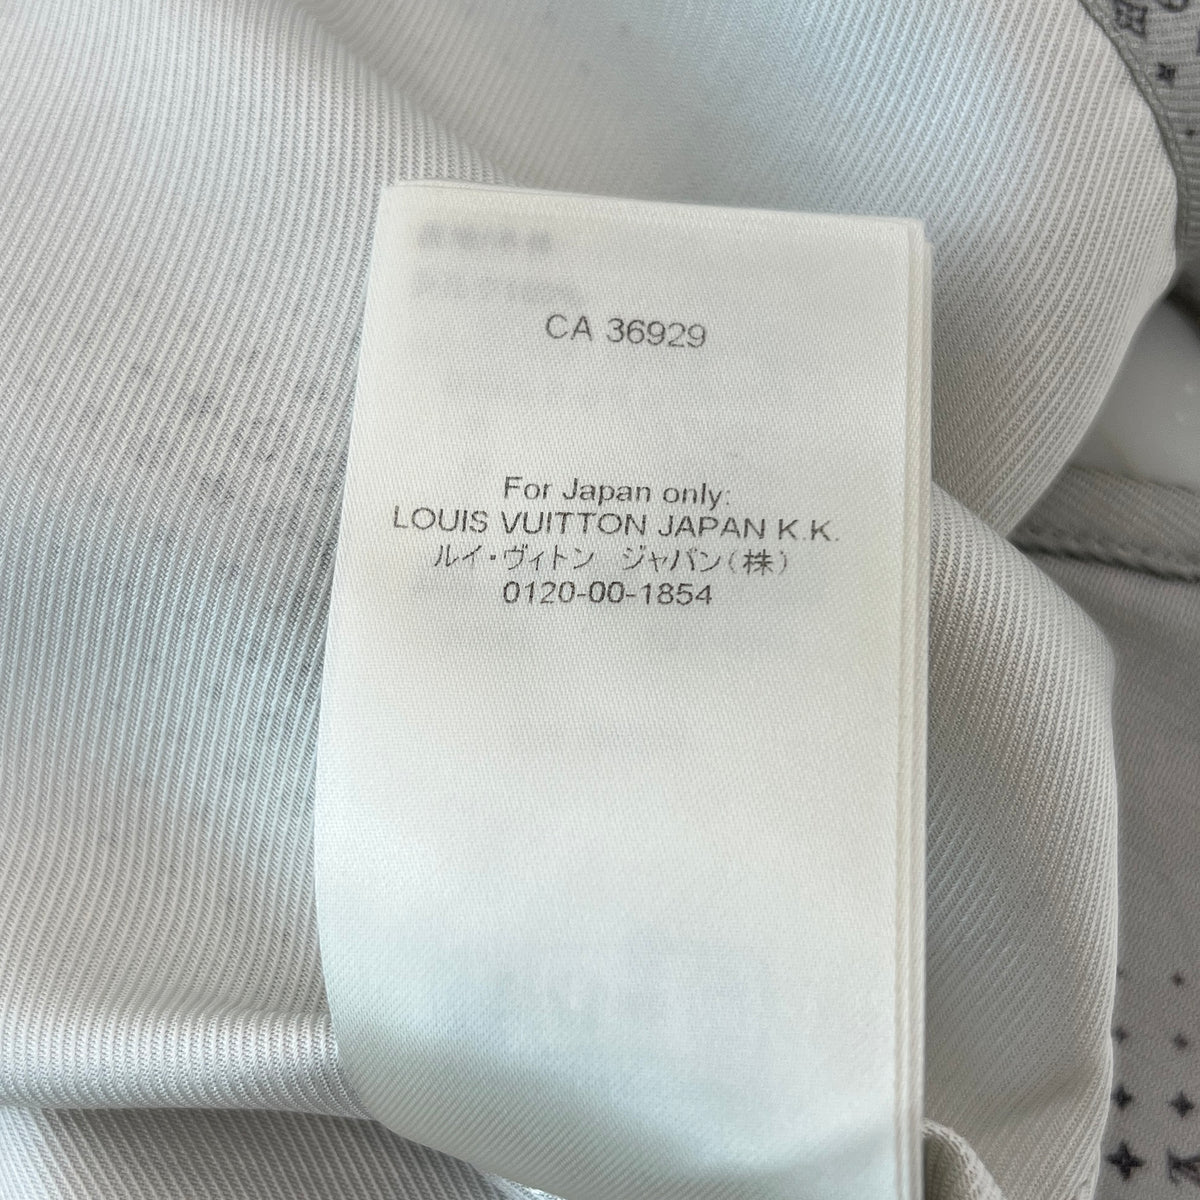 CA 36929
For Japan only:
LOUIS VUITTON JAPAN K.K.
ルイ・ヴィトン ジャパン(株)
0120-00-1854